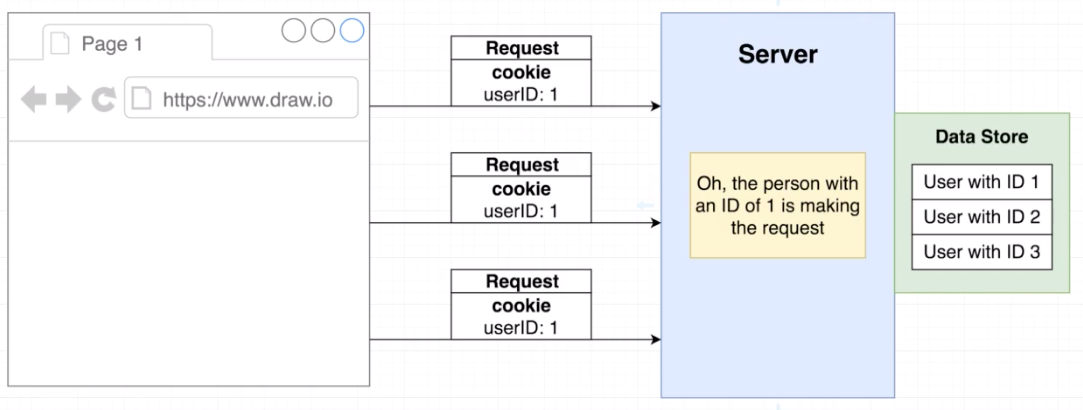 Page 1
https://www.draw.io
Request
cookie
userID: 1
Request
cookie
userID: 1
Request
cookie
userID: 1
Server
Oh, the person with
an ID of 1 is making
the request
Data Store
User with ID 1
User with ID 2
User with ID 3